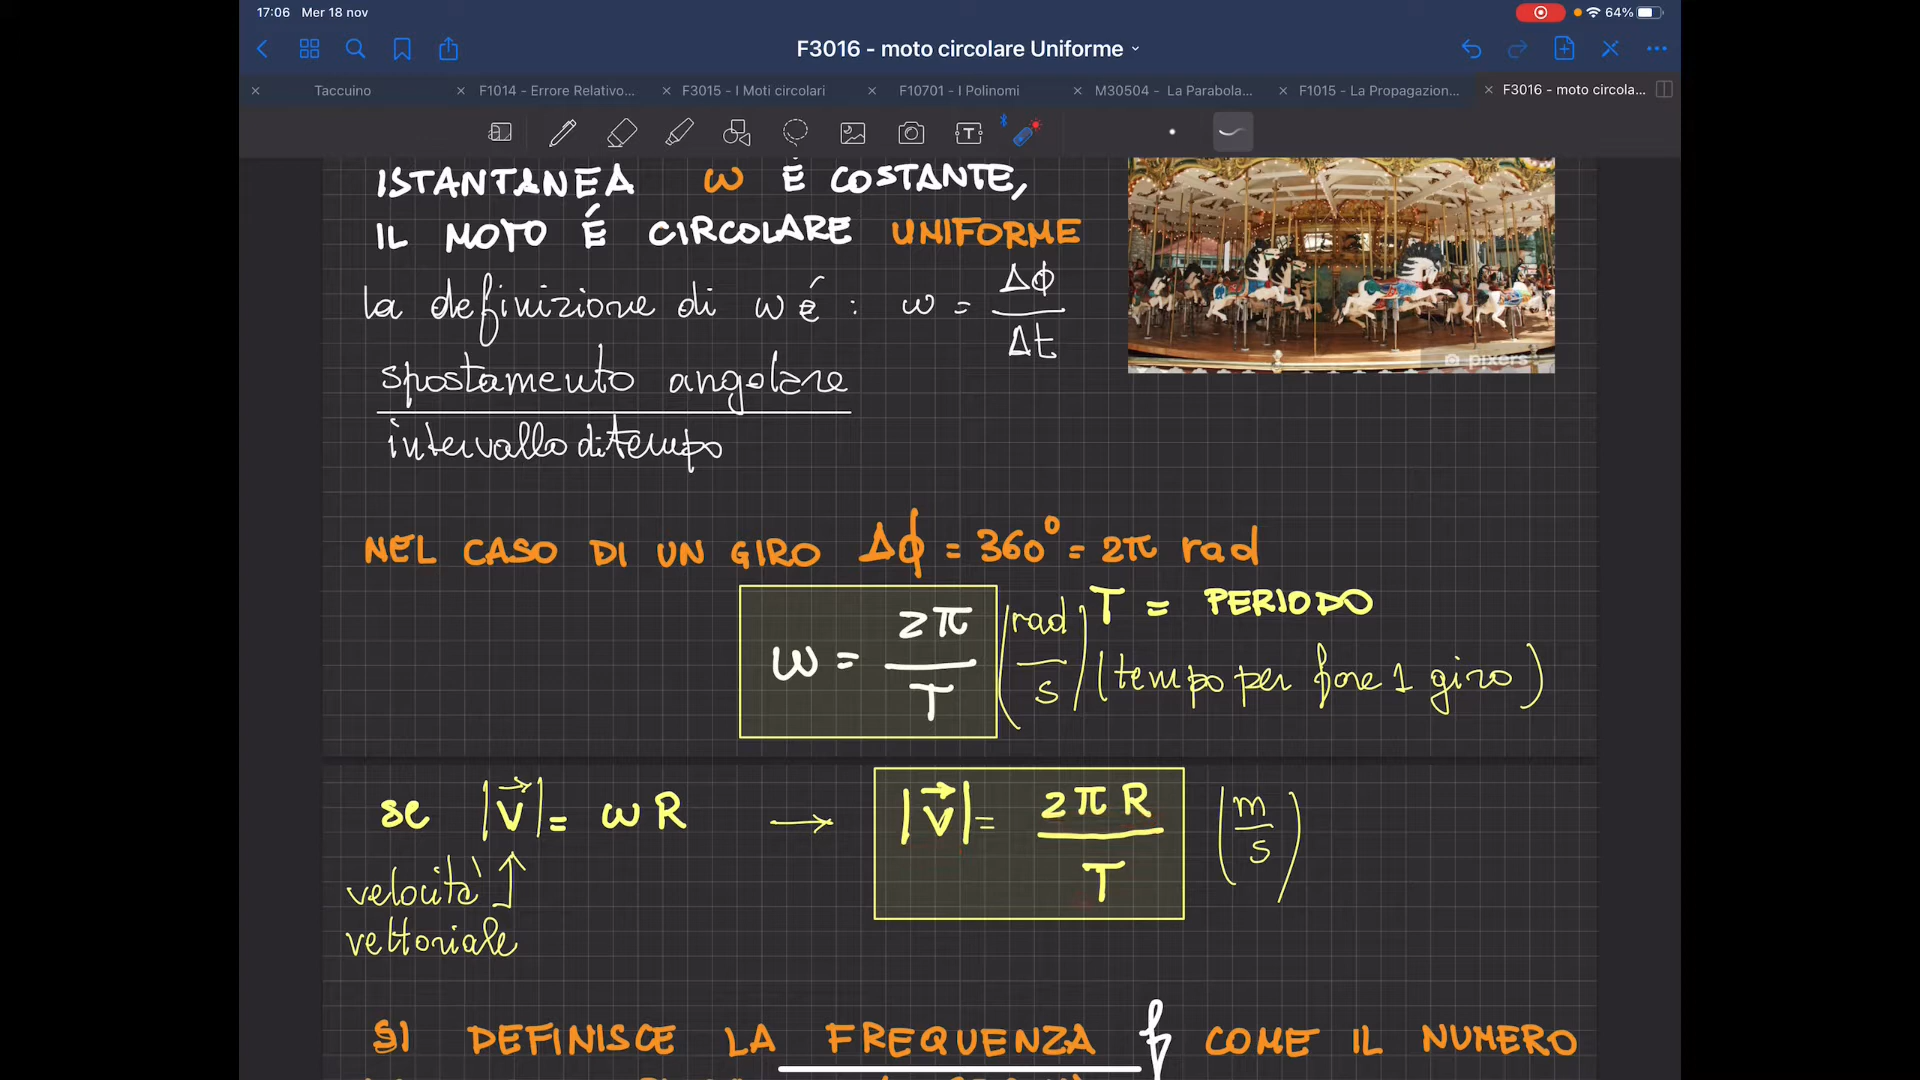 17:06 Mer 18 nov
64%
F3016 - moto circolare Uniforme
Taccuino
F1014 - Errore Relativo...
F3015 - I Moti circolari
F10701 - I Polinomi
M30504 - La Parabola...
F1015 - La Propagazion...
F3016 - moto circola...
ISTANTANEA ω É COSTANTE,
IL MOTO É CIRCOLARE UNIFORME
la definizione di ω é : ω = Δϕ / Δt
spostamento angolare
intervallo di tempo
pixers
NEL CASO DI UN GIRO Δϕ = 360° = 2π rad
ω = 2π / T (rad / s) T = PERIODO
(tempo per fare 1 giro)
se |v⃗| = ωR → |v⃗| = 2πR / T (m / s)
velocità
vettoriale
SI DEFINISCE LA FREQUENZA f COME IL NUMERO